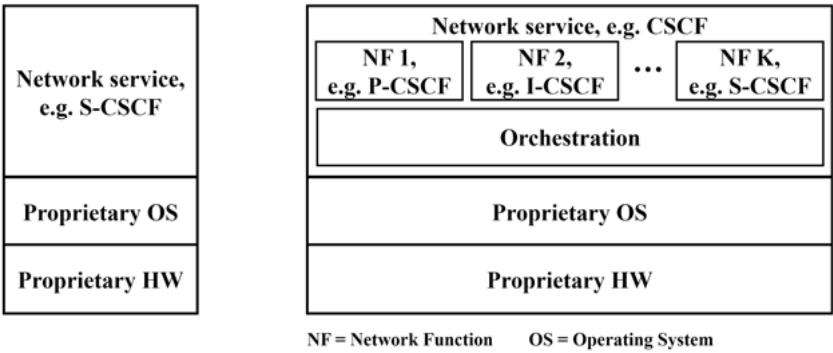 Network service,
e.g. S-CSCF
Proprietary OS
Proprietary HW
Network service, e.g. CSCF
NF 1,
e.g. P-CSCF
NF 2,
e.g. I-CSCF
...
NF K,
e.g. S-CSCF
Orchestration
Proprietary OS
Proprietary HW
NF = Network Function OS = Operating System